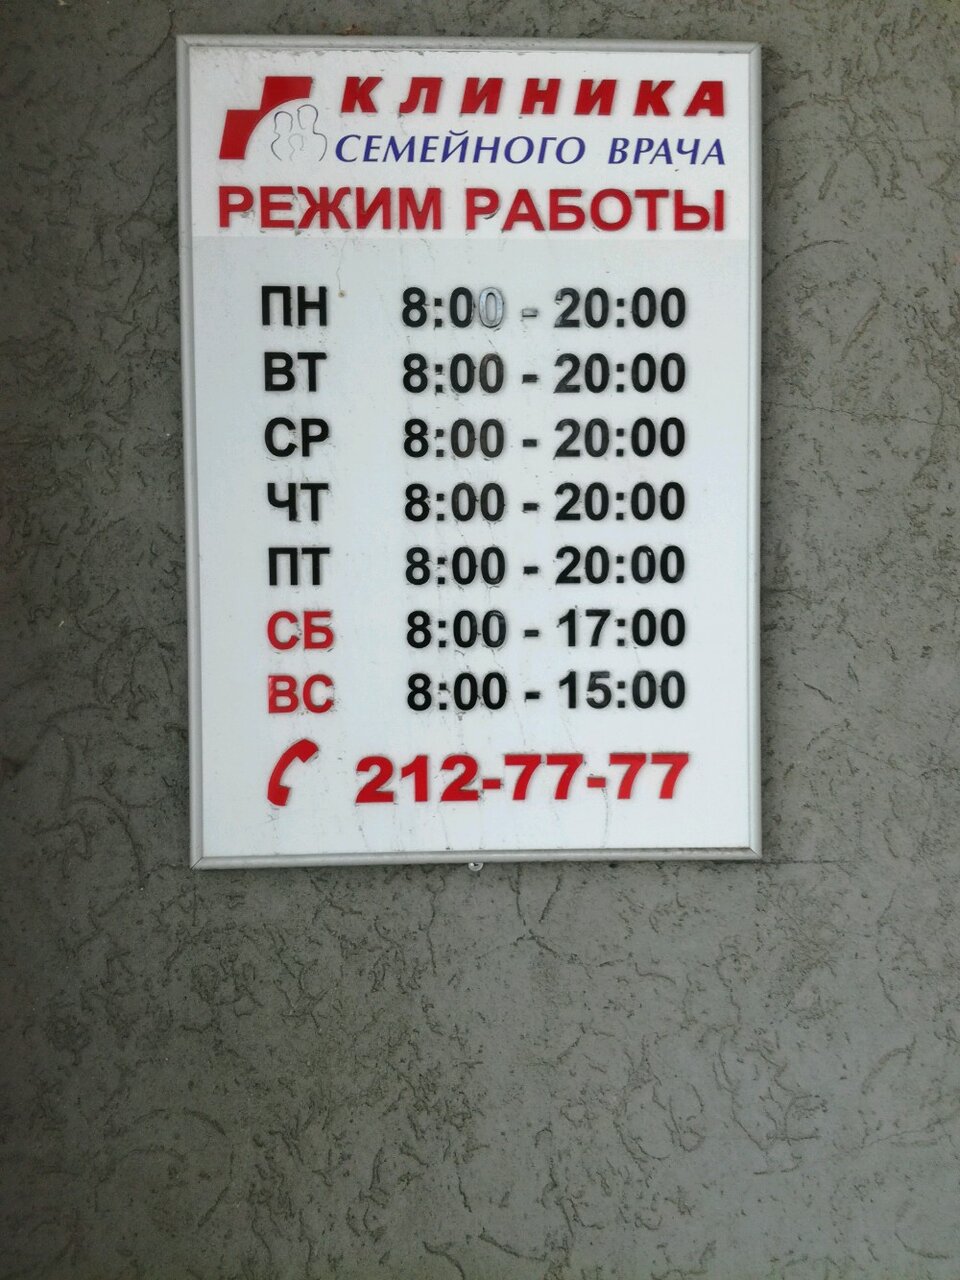 КЛИНИКА
СЕМЕЙНОГО ВРАЧА
РЕЖИМ РАБОТЫ
ПН 8:00 - 20:00
ВТ 8:00 - 20:00
СР 8:00 - 20:00
ЧТ 8:00 - 20:00
ПТ 8:00 - 20:00
СБ 8:00 - 17:00
ВС 8:00 - 15:00
212-77-77